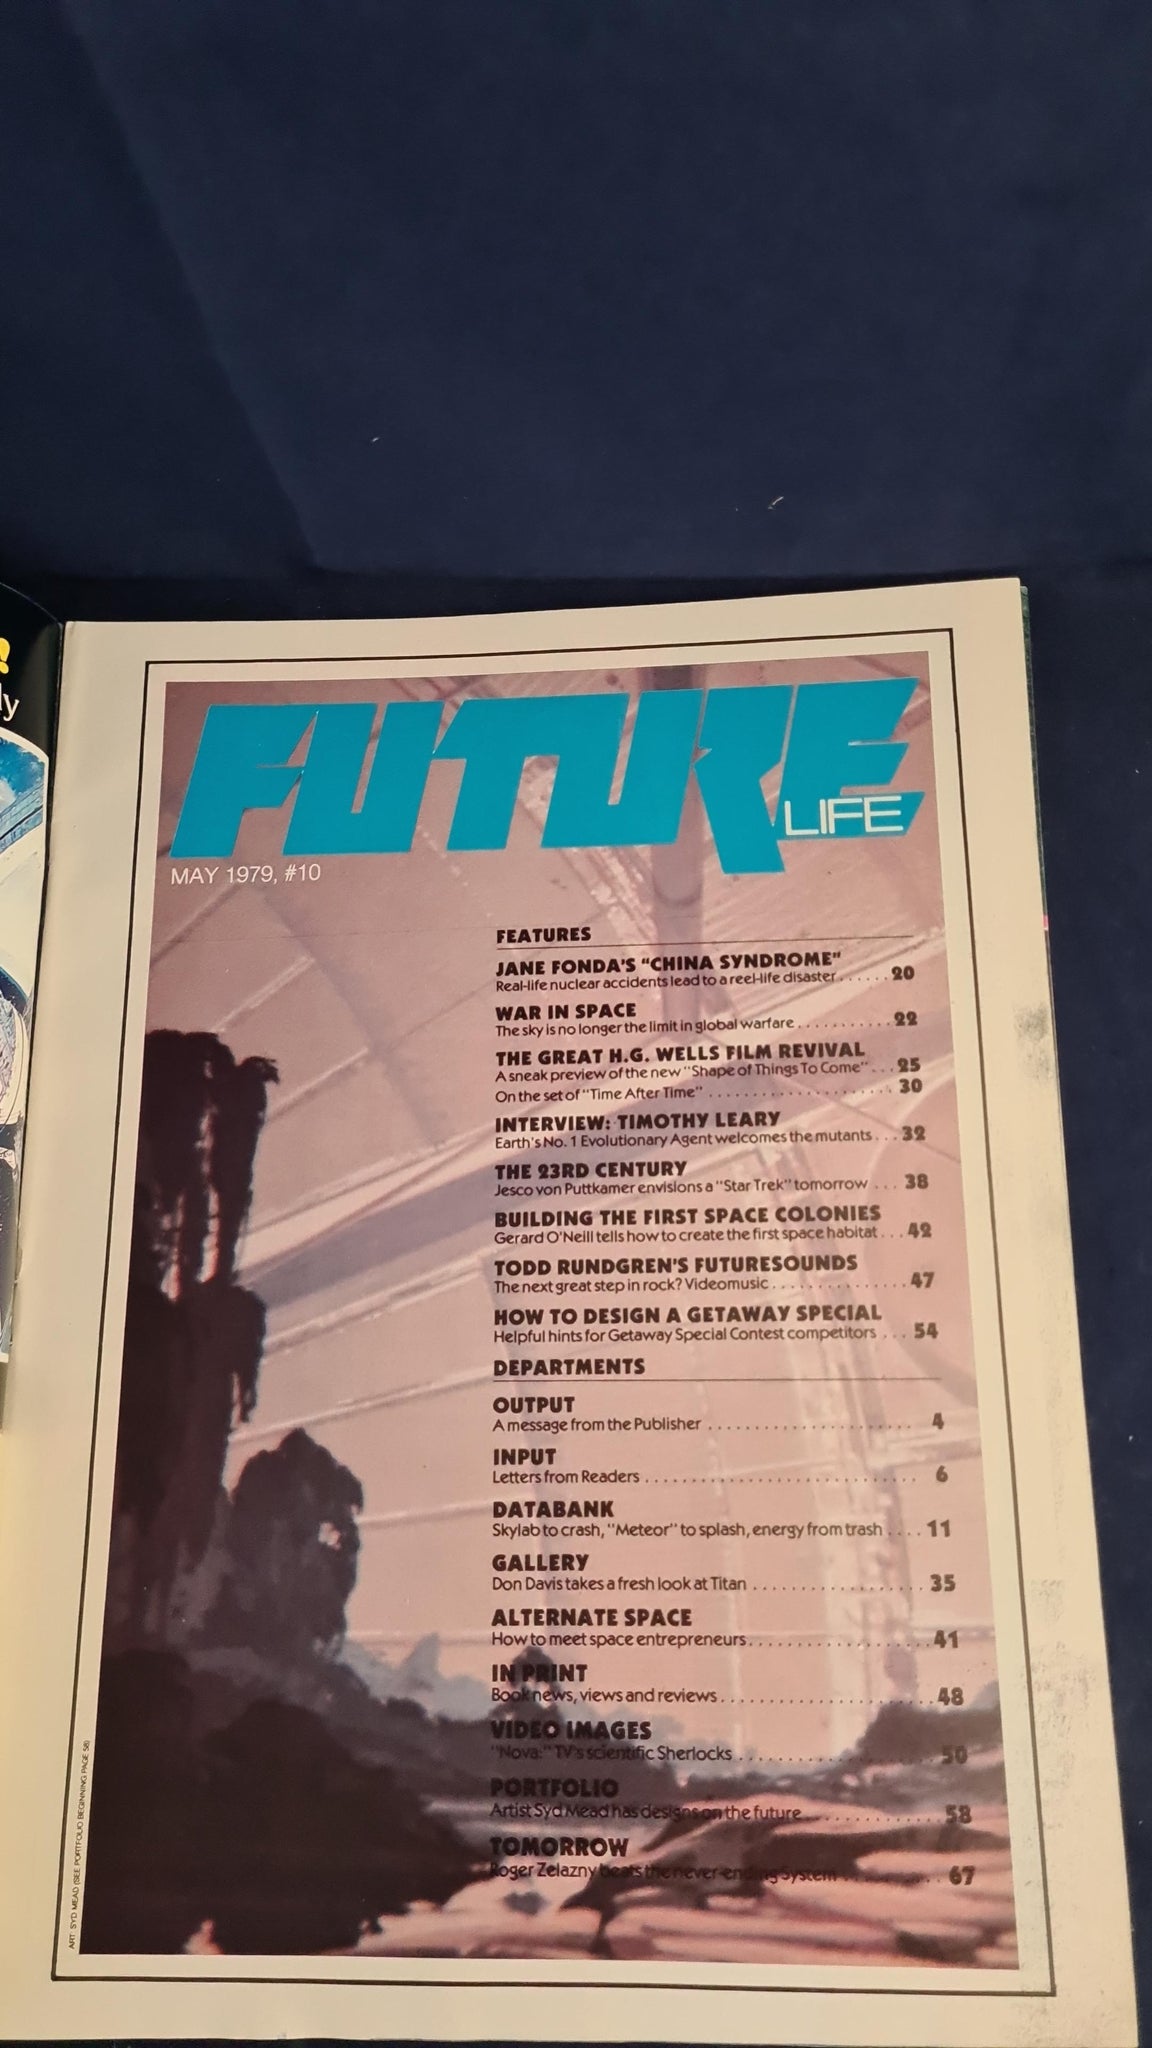 ly
FUTURE
LIFE
MAY 1979, #10
FEATURES
JANE FONDA'S "CHINA SYNDROME"
Real-life nuclear accidents lead to a reel-life disaster......20
WAR IN SPACE
The sky is no longer the limit in global warfare...........22
THE GREAT H.G. WELLS FILM REVIVAL
A sneak preview of the new "Shape of Things To Come"...25
On the set of "Time After Time"......................30
INTERVIEW: TIMOTHY LEARY
Earth's No. 1 Evolutionary Agent welcomes the mutants...32
THE 23RD CENTURY
Jesco von Puttkamer envisions a "Star Trek" tomorrow...38
BUILDING THE FIRST SPACE COLONIES
Gerard O'Neill tells how to create the first space habitat...42
TODD RUNDGREN'S FUTURESOUNDS
The next great step in rock? Videomusic...............47
HOW TO DESIGN A GETAWAY SPECIAL
Helpful hints for Getaway Special Contest competitors...54
DEPARTMENTS
OUTPUT
A message from the Publisher........................4
INPUT
Letters from Readers..............................6
DATABANK
Skylab to crash, "Meteor" to splash, energy from trash....11
GALLERY
Don Davis takes a fresh look at Titan...................35
ALTERNATE SPACE
How to meet space entrepreneurs....................41
IN PRINT
Book news, views and reviews.......................48
VIDEO IMAGES
"Nova:" TV's scientific Sherlocks.....................50
PORTFOLIO
Artist Syd Mead has designs on the future..............58
TOMORROW
Roger Zelazny beats the never-ending System..........67
ART: SYD MEAD (SEE PORTFOLIO BEGINNING PAGE 58)